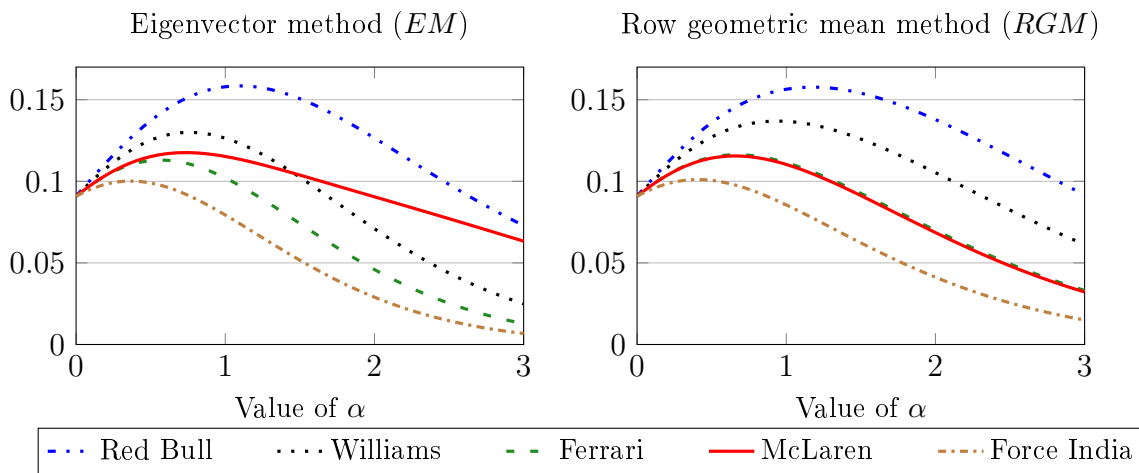 Eigenvector method (EM)
Row geometric mean method (RGM)
0.15
0.1
0.05
0
0
1
2
3
Value of α
0.15
0.1
0.05
0
0
1
2
3
Value of α
Red Bull
Williams
Ferrari
McLaren
Force India